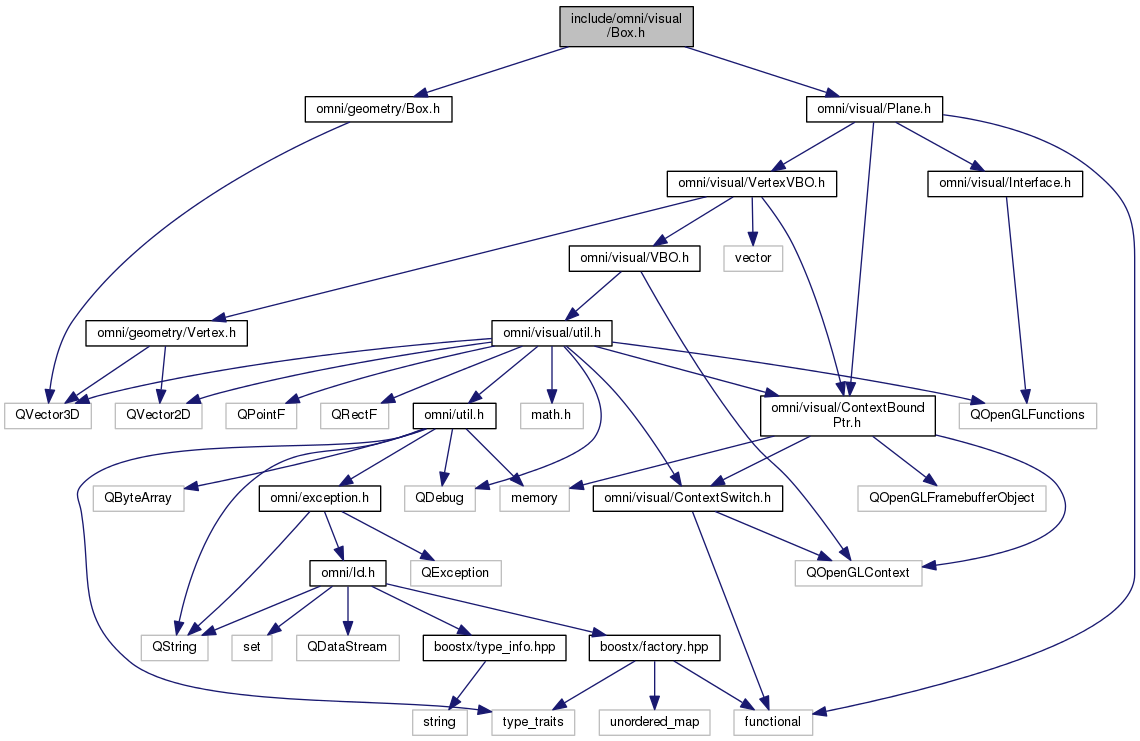 include/omni/visual
/Box.h
omni/geometry/Box.h
omni/visual/Plane.h
omni/visual/VertexVBO.h
omni/visual/Interface.h
omni/visual/VBO.h
vector
omni/geometry/Vertex.h
omni/visual/util.h
QVector3D
QVector2D
QPointF
QRectF
omni/util.h
math.h
omni/visual/ContextBound
Ptr.h
QOpenGLFunctions
QByteArray
omni/exception.h
QDebug
memory
omni/visual/ContextSwitch.h
QOpenGLFramebufferObject
omni/Id.h
QException
QOpenGLContext
QString
set
QDataStream
boostx/type_info.hpp
boostx/factory.hpp
string
type_traits
unordered_map
functional